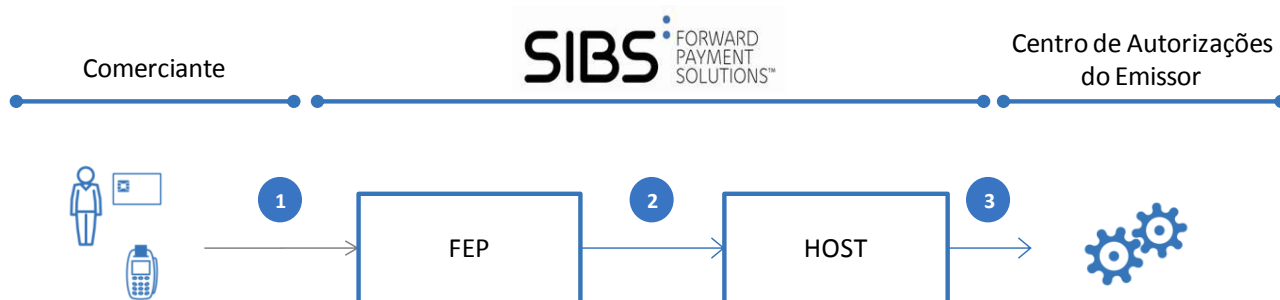 Comerciante
SIBS
FORWARD
PAYMENT
SOLUTIONS™
Centro de Autorizações
do Emissor
1
2
3
FEP
HOST